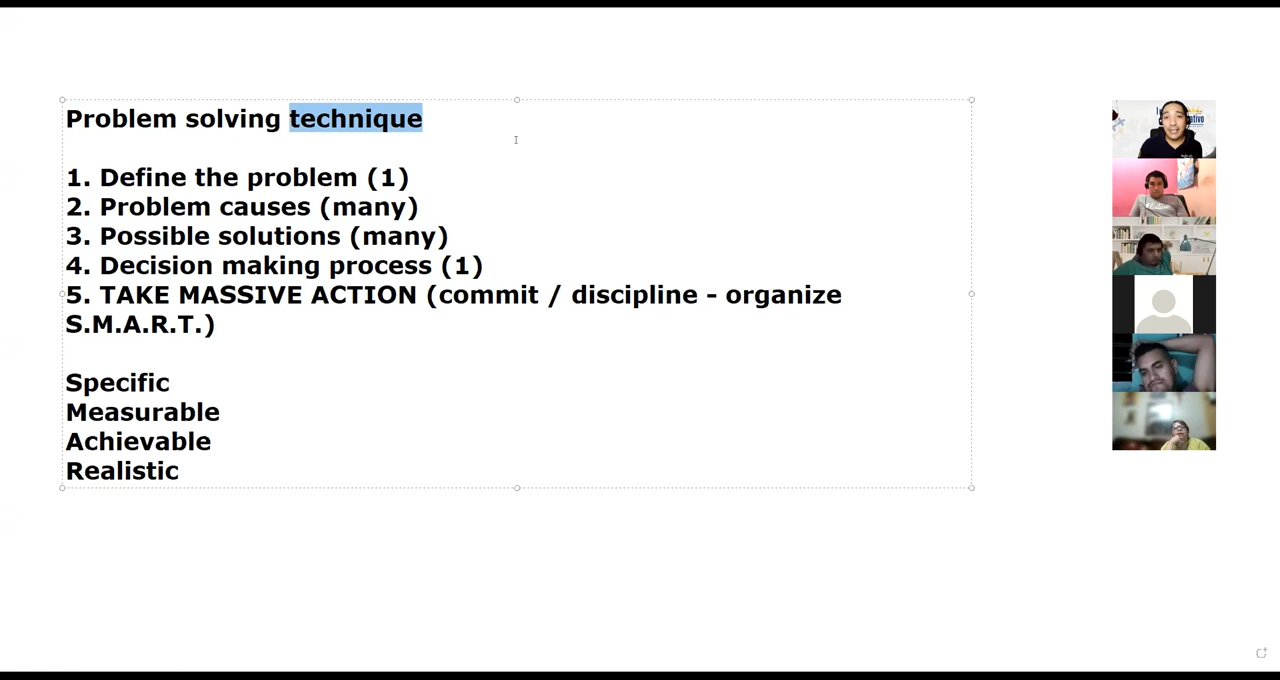 Problem solving technique
1. Define the problem (1)
2. Problem causes (many)
3. Possible solutions (many)
4. Decision making process (1)
5. TAKE MASSIVE ACTION (commit / discipline - organize
S.M.A.R.T.)
Specific
Measurable
Achievable
Realistic